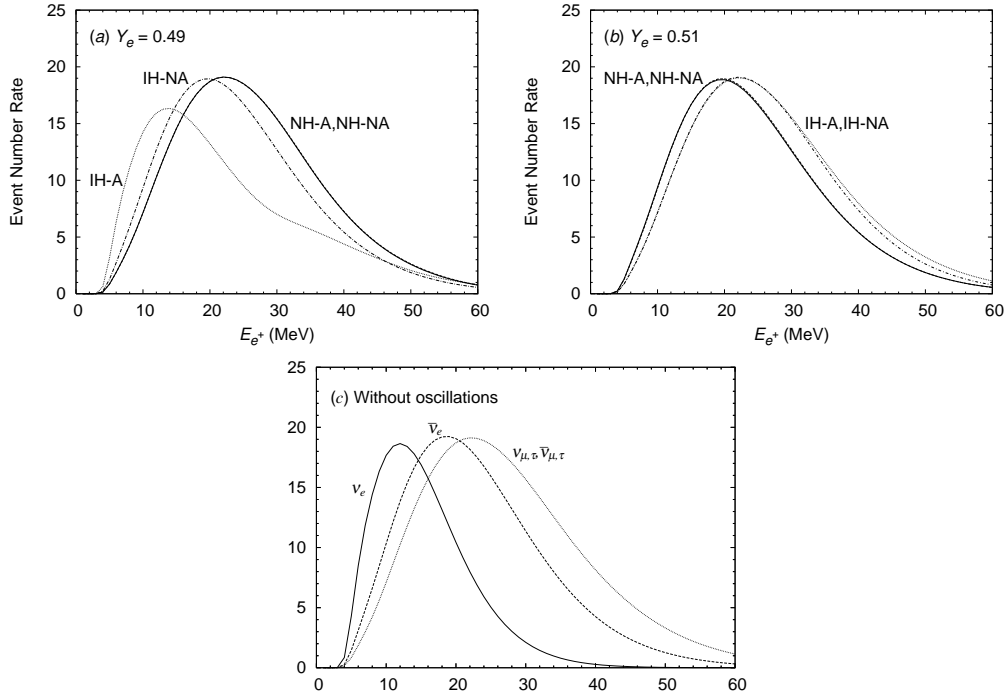 (a) Yₑ = 0.49
IH-NA
NH-A,NH-NA
IH-A
Event Number Rate
25
20
15
10
5
0
0 10 20 30 40 50 60
Eₑ+ (MeV)
(b) Yₑ = 0.51
NH-A,NH-NA
IH-A,IH-NA
Event Number Rate
25
20
15
10
5
0
0 10 20 30 40 50 60
Eₑ+ (MeV)
(c) Without oscillations
ν̄ₑ
ν_μ,τ, ν̄_μ,τ
νₑ
25
20
15
10
5
0
0 10 20 30 40 50 60